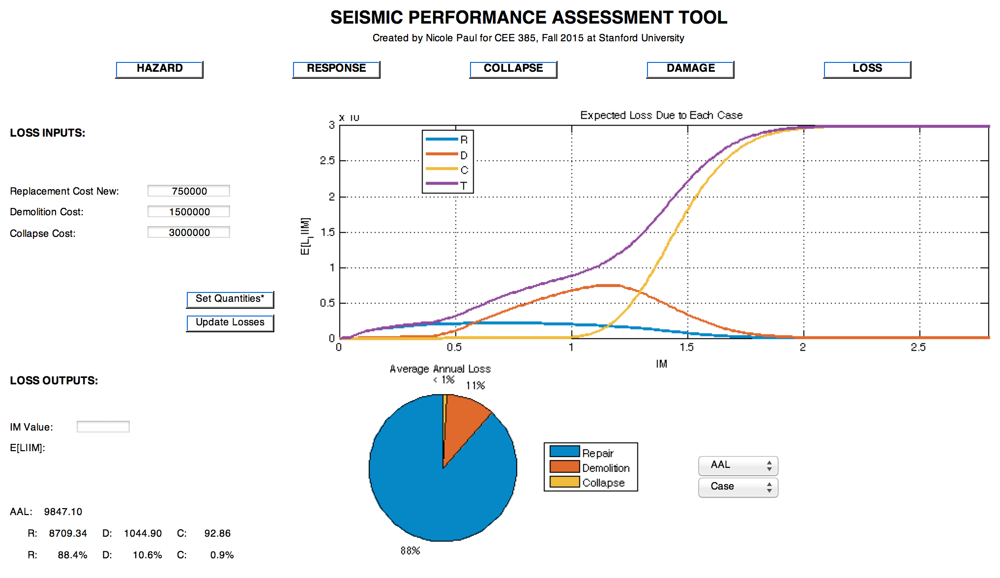 SEISMIC PERFORMANCE ASSESSMENT TOOL
Created by Nicole Paul for CEE 385, Fall 2015 at Stanford University
HAZARD RESPONSE COLLAPSE DAMAGE LOSS
LOSS INPUTS:
Replacement Cost New: 750000
Demolition Cost: 1500000
Collapse Cost: 3000000
Set Quantities*
Update Losses
Expected Loss Due to Each Case
x 10
3
2.5
2
1.5
1
0.5
0
E[L|IIM]
R
D
C
T
0 0.5 1 1.5 2 2.5
IM
LOSS OUTPUTS:
IM Value:
E[LIIM]:
AAL: 9847.10
R: 8709.34 D: 1044.90 C: 92.86
R: 88.4% D: 10.6% C: 0.9%
Average Annual Loss
< 1%
11%
88%
Repair
Demolition
Collapse
AAL
Case